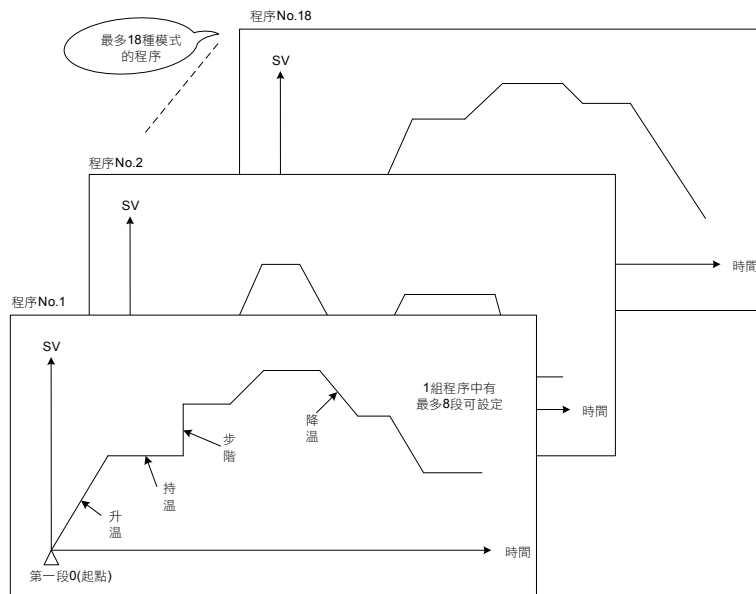 程序No.18
最多18種模式
的程序
SV
時間
程序No.2
SV
時間
程序No.1
SV
1組程序中有
最多8段可設定
步
階
降
温
持
温
升
温
時間
第一段0(起點)